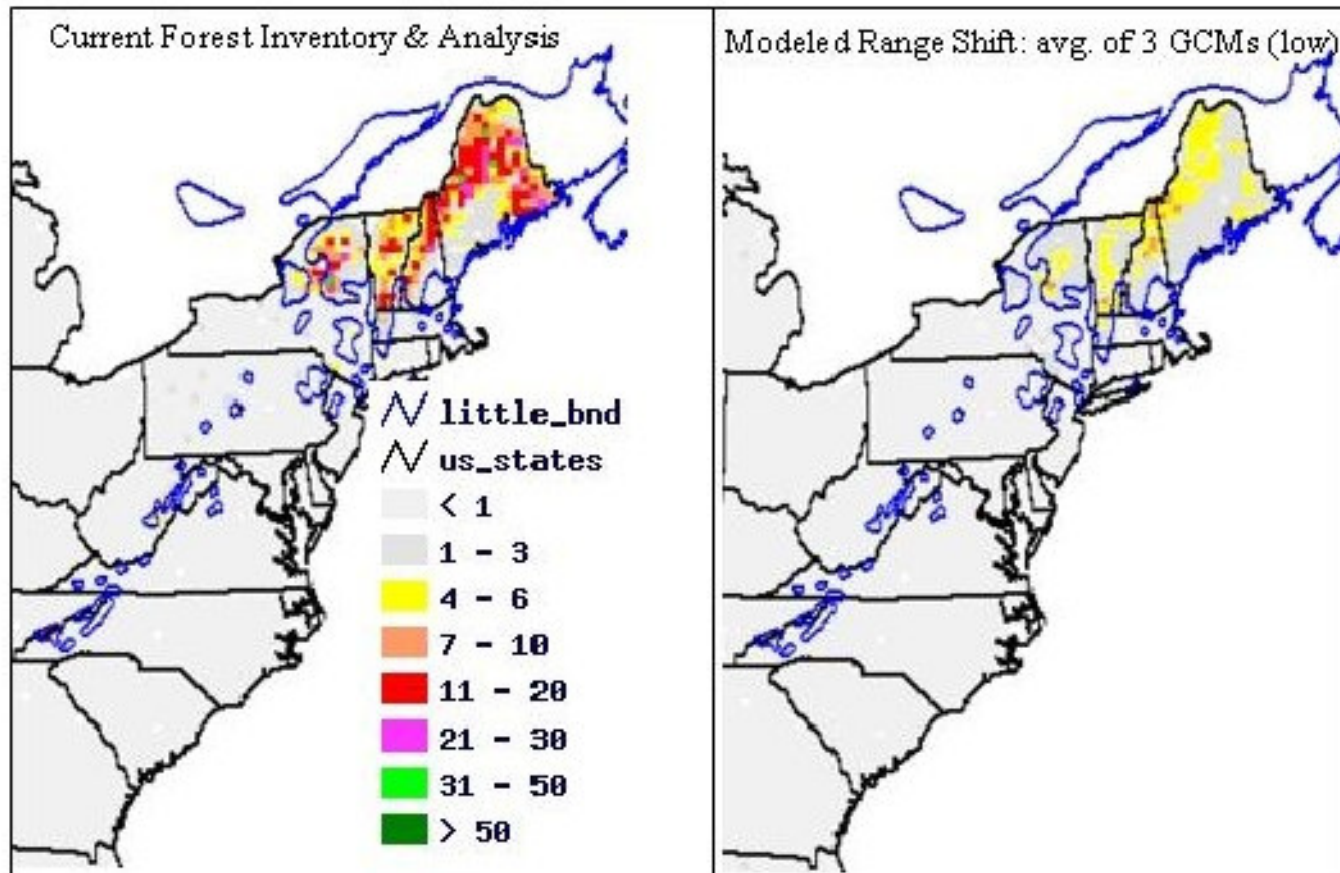 Current Forest Inventory & Analysis
Modeled Range Shift: avg. of 3 GCMs (low)
little_bnd
us_states
< 1
1 - 3
4 - 6
7 - 10
11 - 20
21 - 30
31 - 50
> 50